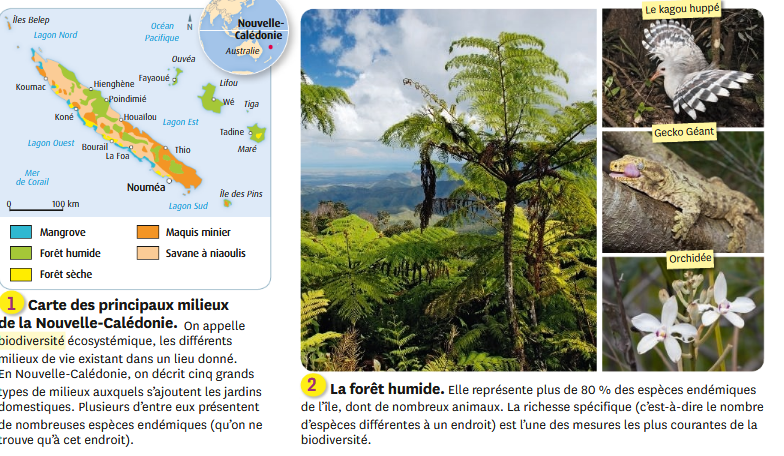 Îles Belep
Lagon Nord
Océan
Pacifique
N
Nouvelle-
Calédonie
Australie
Ouvéa
Fayaoué
Lifou
Wé
Tiga
Tadine
Maré
Koumac
Hienghène
Poindimié
Koné
Houaïlou
Lagon Est
Lagon Ouest
Bourail
La Foa
Thio
Mer
de Corail
Nouméa
Île des Pins
Lagon Sud
0 100 km
Mangrove
Maquis minier
Forêt humide
Savane à niaoulis
Forêt sèche
1 Carte des principaux milieux
de la Nouvelle-Calédonie. On appelle
biodiversité écosystémique, les différents
milieux de vie existant dans un lieu donné.
En Nouvelle-Calédonie, on décrit cinq grands
types de milieux auxquels s'ajoutent les jardins
domestiques. Plusieurs d'entre eux présentent
de nombreuses espèces endémiques (qu'on ne
trouve qu'à cet endroit).
Le kagou huppé
Gecko Géant
Orchidée
2 La forêt humide. Elle représente plus de 80 % des espèces endémiques
de l'île, dont de nombreux animaux. La richesse spécifique (c'est-à-dire le nombre
d'espèces différentes à un endroit) est l'une des mesures les plus courantes de la
biodiversité.